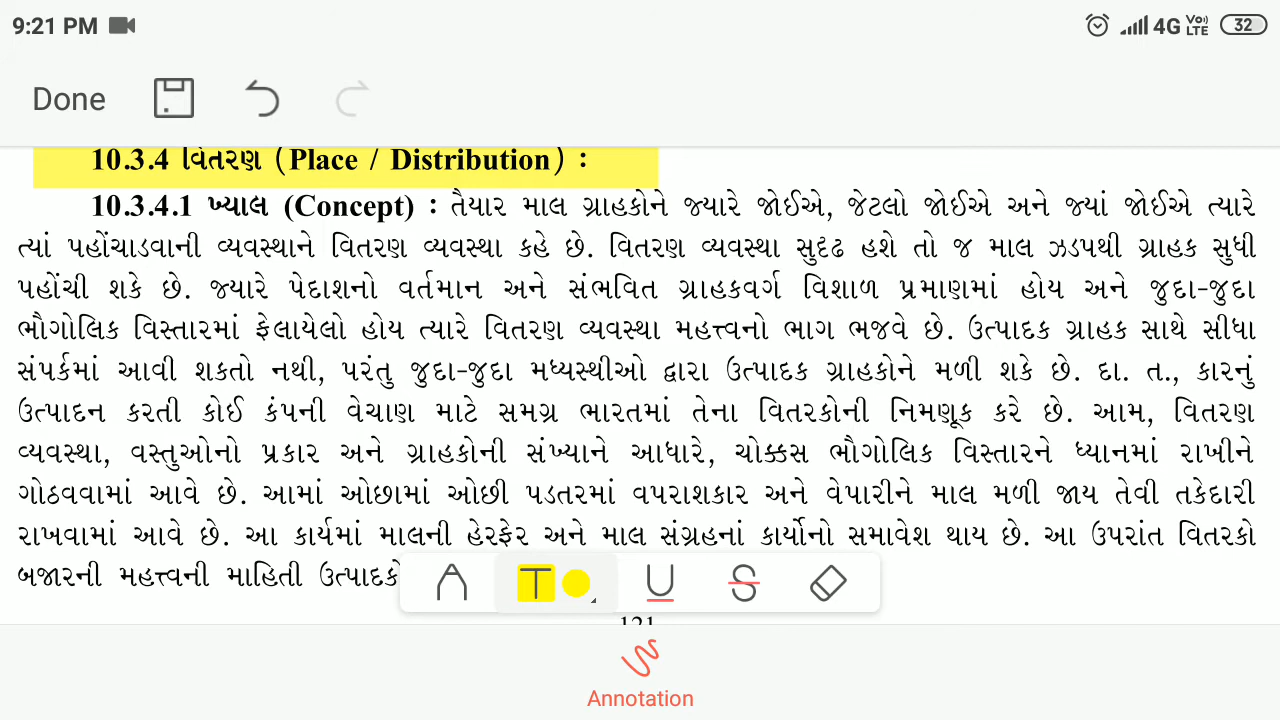 9:21 PM 4G VoLTE 32
Done
10.3.4 વિતરણ (Place / Distribution) :
10.3.4.1 ખ્યાલ (Concept) : તૈયાર માલ ગ્રાહકોને જ્યારે જોઈએ, જેટલો જોઈએ અને જ્યાં જોઈએ ત્યારે
ત્યાં પહોંચાડવાની વ્યવસ્થાને વિતરણ વ્યવસ્થા કહે છે. વિતરણ વ્યવસ્થા સુદૃઢ હશે તો જ માલ ઝડપથી ગ્રાહક સુધી
પહોંચી શકે છે. જ્યારે પેદાશનો વર્તમાન અને સંભવિત ગ્રાહકવર્ગ વિશાળ પ્રમાણમાં હોય અને જુદા-જુદા
ભૌગોલિક વિસ્તારમાં ફેલાયેલો હોય ત્યારે વિતરણ વ્યવસ્થા મહત્ત્વનો ભાગ ભજવે છે. ઉત્પાદક ગ્રાહક સાથે સીધા
સંપર્કમાં આવી શકતો નથી, પરંતુ જુદા-જુદા મધ્યસ્થીઓ દ્વારા ઉત્પાદક ગ્રાહકોને મળી શકે છે. દા. ત., કારનું
ઉત્પાદન કરતી કોઈ કંપની વેચાણ માટે સમગ્ર ભારતમાં તેના વિતરકોની નિમણૂક કરે છે. આમ, વિતરણ
વ્યવસ્થા, વસ્તુઓનો પ્રકાર અને ગ્રાહકોની સંખ્યાને આધારે, ચોક્કસ ભૌગોલિક વિસ્તારને ધ્યાનમાં રાખીને
ગોઠવવામાં આવે છે. આમાં ઓછામાં ઓછી પડતરમાં વપરાશકાર અને વેપારીને માલ મળી જાય તેવી તકેદારી
રાખવામાં આવે છે. આ કાર્યમાં માલની હેરફેર અને માલ સંગ્રહનાં કાર્યોનો સમાવેશ થાય છે. આ ઉપરાંત વિતરકો
બજારની મહત્ત્વની માહિતી ઉત્પાદકો
121
Annotation